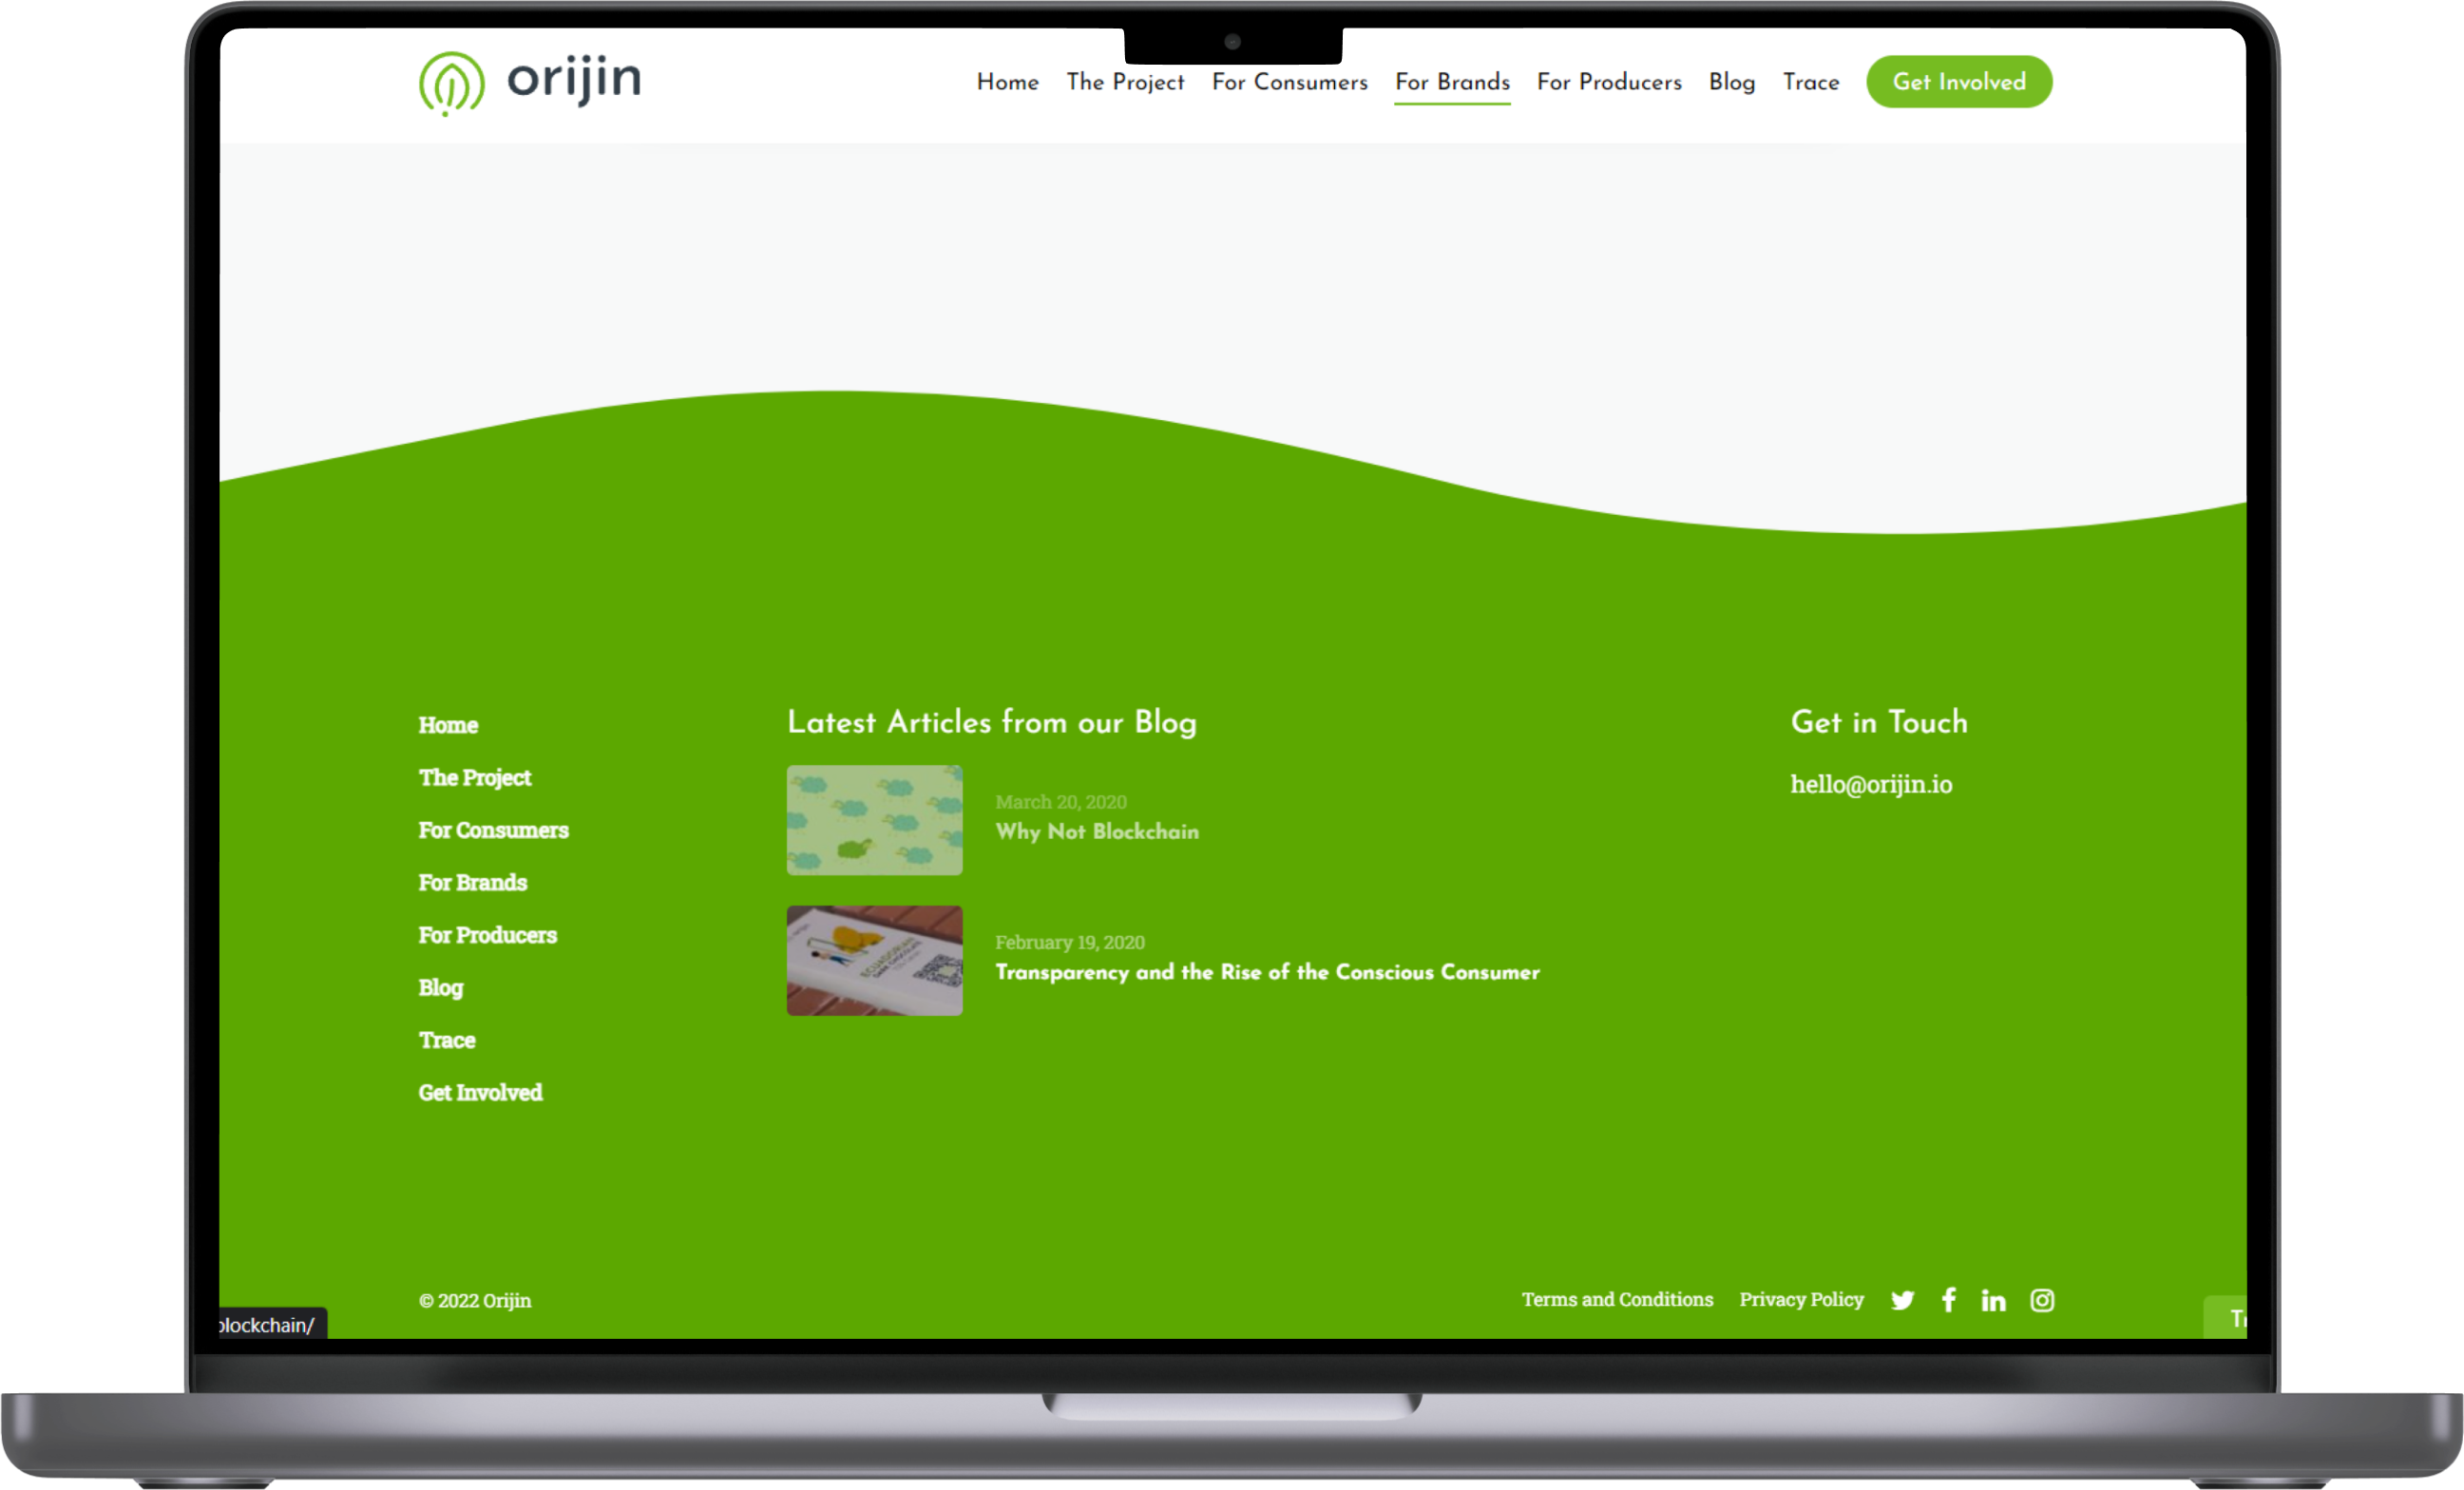 orijin
Home The Project For Consumers For Brands For Producers Blog Trace Get Involved
Home
The Project
For Consumers
For Brands
For Producers
Blog
Trace
Get Involved
Latest Articles from our Blog
March 20, 2020
Why Not Blockchain
ECUADORIAN
DARK CHOCOLATE
February 19, 2020
Transparency and the Rise of the Conscious Consumer
Get in Touch
hello@orijin.io
© 2022 Orijin
Terms and Conditions Privacy Policy
lockchain/